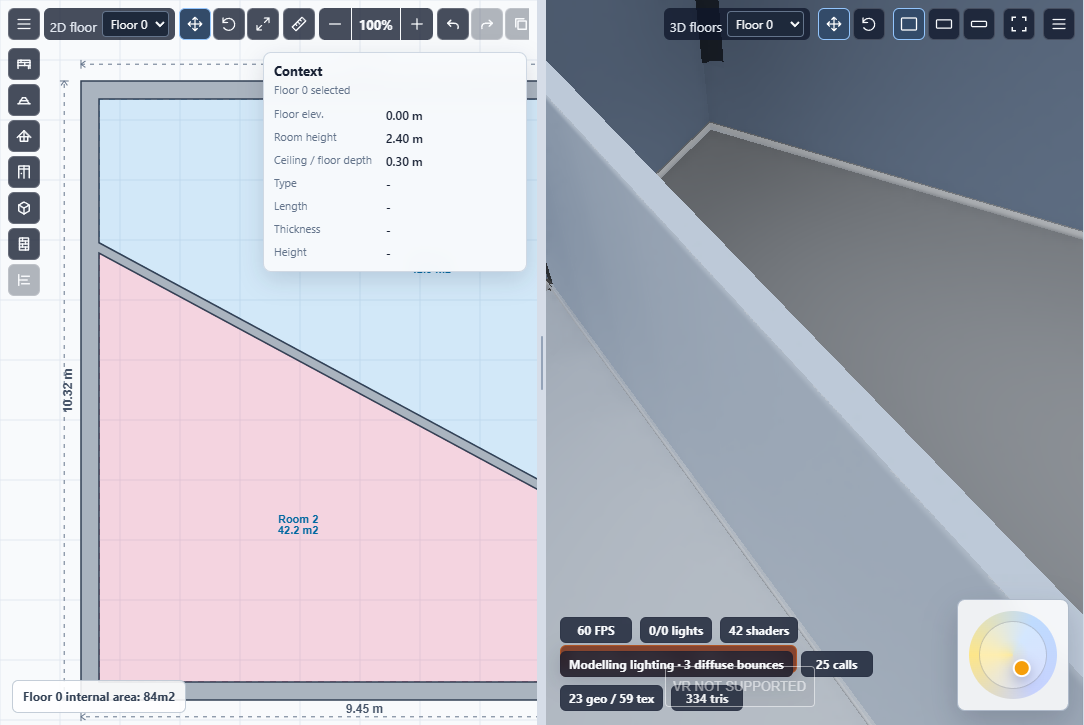 2D floor Floor 0 100%
Context
Floor 0 selected
Floor elev. 0.00 m
Room height 2.40 m
Ceiling / floor depth 0.30 m
Type -
Length -
Thickness -
Height -
10.32 m
Room 2
42.2 m2
Floor 0 internal area: 84m2
9.45 m
3D floors Floor 0
60 FPS 0/0 lights 42 shaders
Modelling lighting · 3 diffuse bounces 25 calls
23 geo / 59 tex 334 tris
VR NOT SUPPORTED